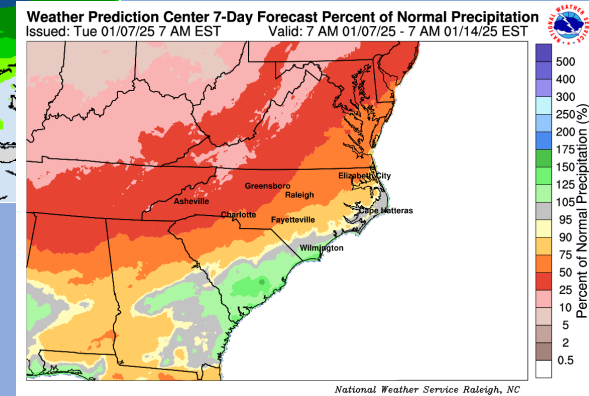 Weather Prediction Center 7-Day Forecast Percent of Normal Precipitation
Issued: Tue 01/07/25 7 AM EST Valid: 7 AM 01/07/25 - 7 AM 01/14/25 EST
500
400
300
250
200
175
150
125
105
95
90
75
50
25
10
5
2
0.5
Percent of Normal Precipitation (%)
Elizabeth City
Greensboro
Raleigh
Asheville
Cape Hatteras
Charlotte
Fayetteville
Wilmington
National Weather Service Raleigh, NC